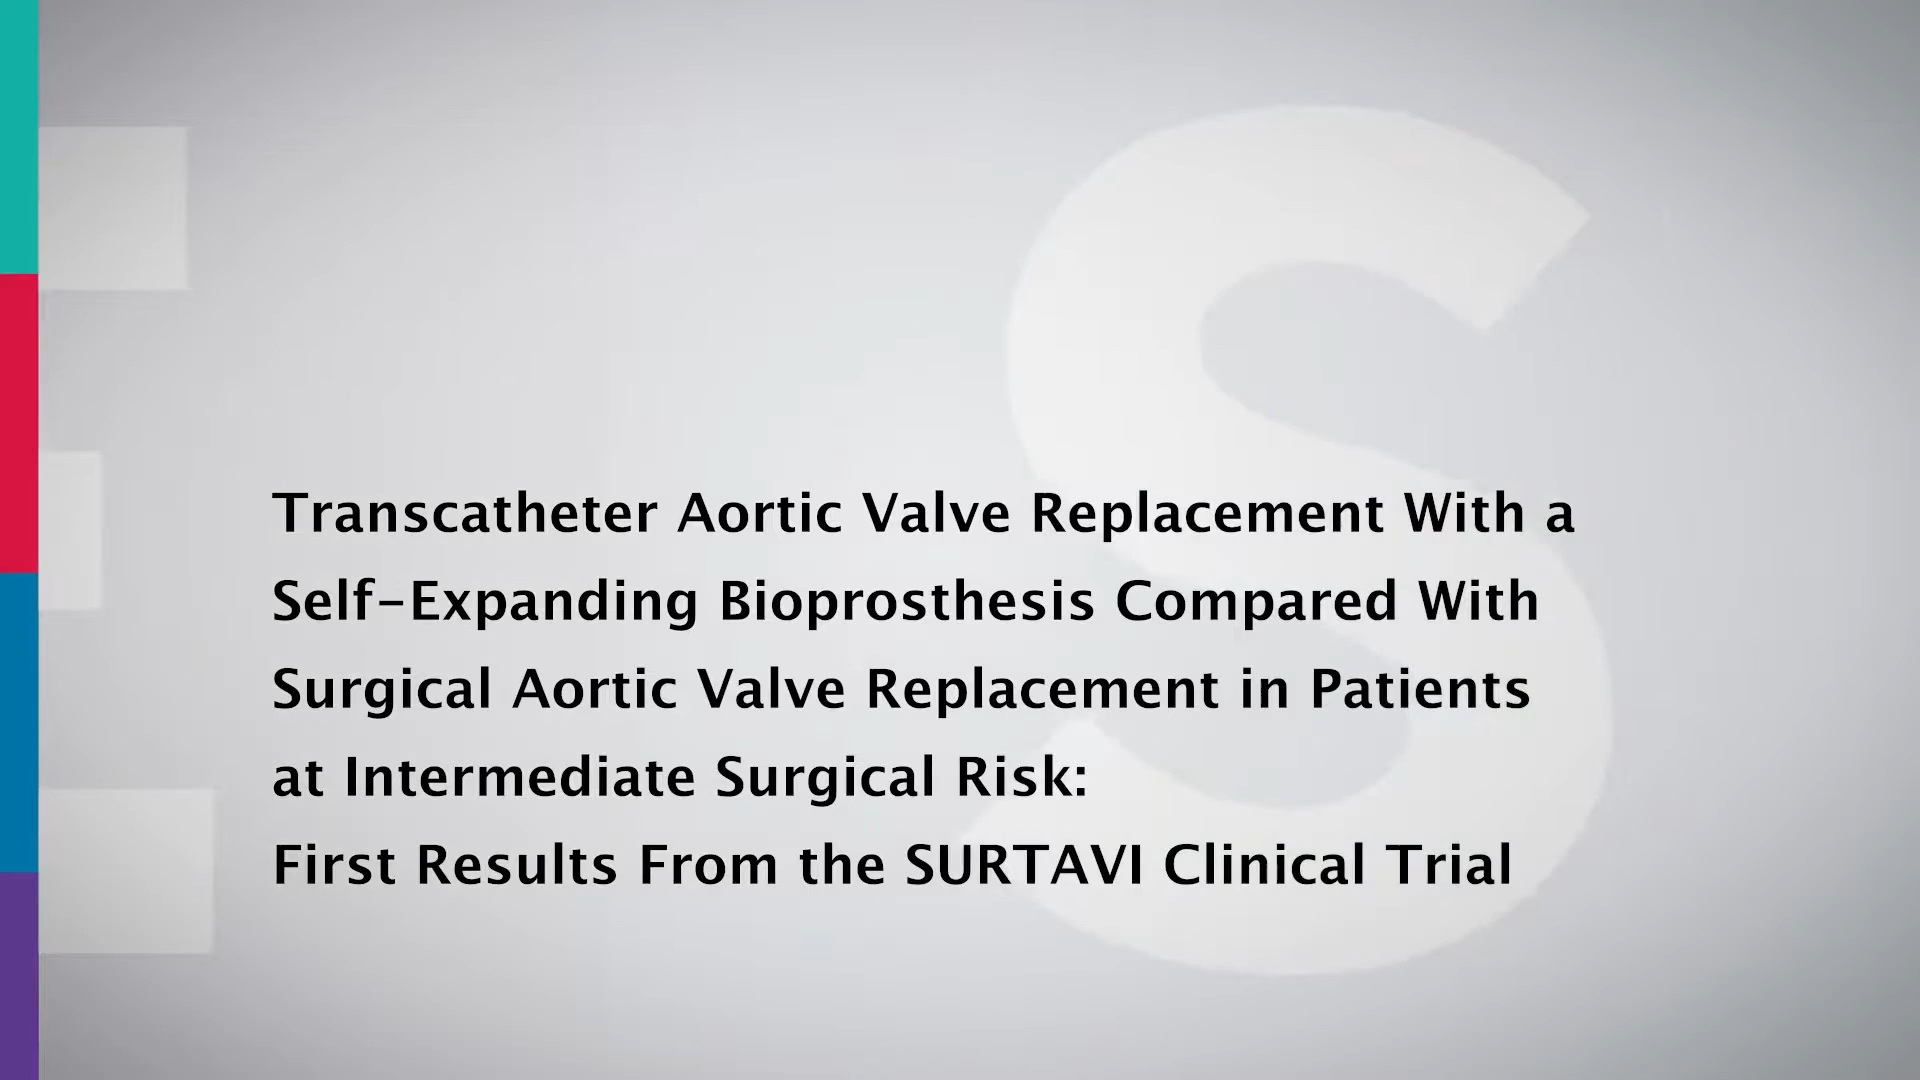 Transcatheter Aortic Valve Replacement With a
Self-Expanding Bioprosthesis Compared With
Surgical Aortic Valve Replacement in Patients
at Intermediate Surgical Risk:
First Results From the SURTAVI Clinical Trial